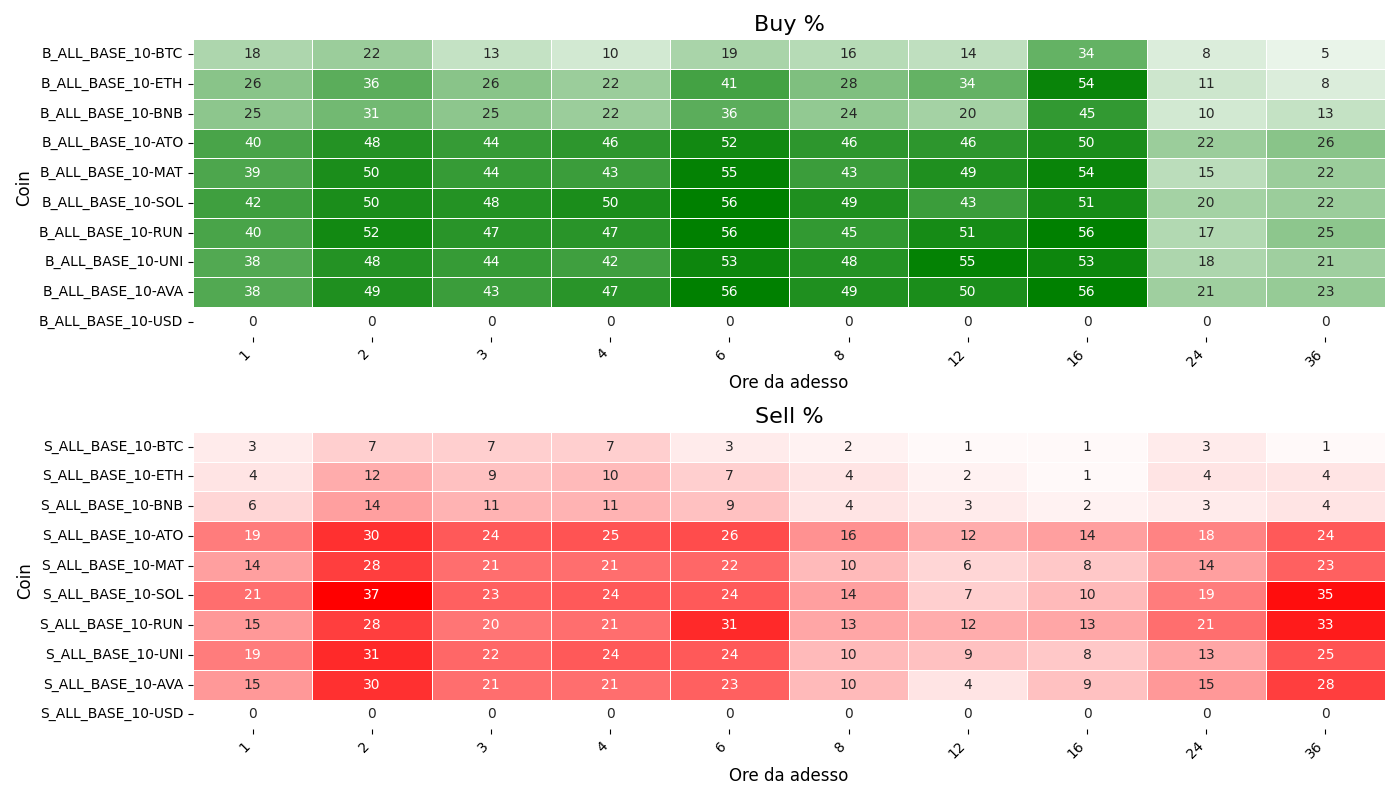 Buy %
Coin
B_ALL_BASE_10-BTC 18 22 13 10 19 16 14 34 8 5
B_ALL_BASE_10-ETH 26 36 26 22 41 28 34 54 11 8
B_ALL_BASE_10-BNB 25 31 25 22 36 24 20 45 10 13
B_ALL_BASE_10-ATO 40 48 44 46 52 46 46 50 22 26
B_ALL_BASE_10-MAT 39 50 44 43 55 43 49 54 15 22
B_ALL_BASE_10-SOL 42 50 48 50 56 49 43 51 20 22
B_ALL_BASE_10-RUN 40 52 47 47 56 45 51 56 17 25
B_ALL_BASE_10-UNI 38 48 44 42 53 48 55 53 18 21
B_ALL_BASE_10-AVA 38 49 43 47 56 49 50 56 21 23
B_ALL_BASE_10-USD 0 0 0 0 0 0 0 0 0 0
1 2 3 4 6 8 12 16 24 36
Ore da adesso
Sell %
Coin
S_ALL_BASE_10-BTC 3 7 7 7 3 2 1 1 3 1
S_ALL_BASE_10-ETH 4 12 9 10 7 4 2 1 4 4
S_ALL_BASE_10-BNB 6 14 11 11 9 4 3 2 3 4
S_ALL_BASE_10-ATO 19 30 24 25 26 16 12 14 18 24
S_ALL_BASE_10-MAT 14 28 21 21 22 10 6 8 14 23
S_ALL_BASE_10-SOL 21 37 23 24 24 14 7 10 19 35
S_ALL_BASE_10-RUN 15 28 20 21 31 13 12 13 21 33
S_ALL_BASE_10-UNI 19 31 22 24 24 10 9 8 13 25
S_ALL_BASE_10-AVA 15 30 21 21 23 10 4 9 15 28
S_ALL_BASE_10-USD 0 0 0 0 0 0 0 0 0 0
1 2 3 4 6 8 12 16 24 36
Ore da adesso